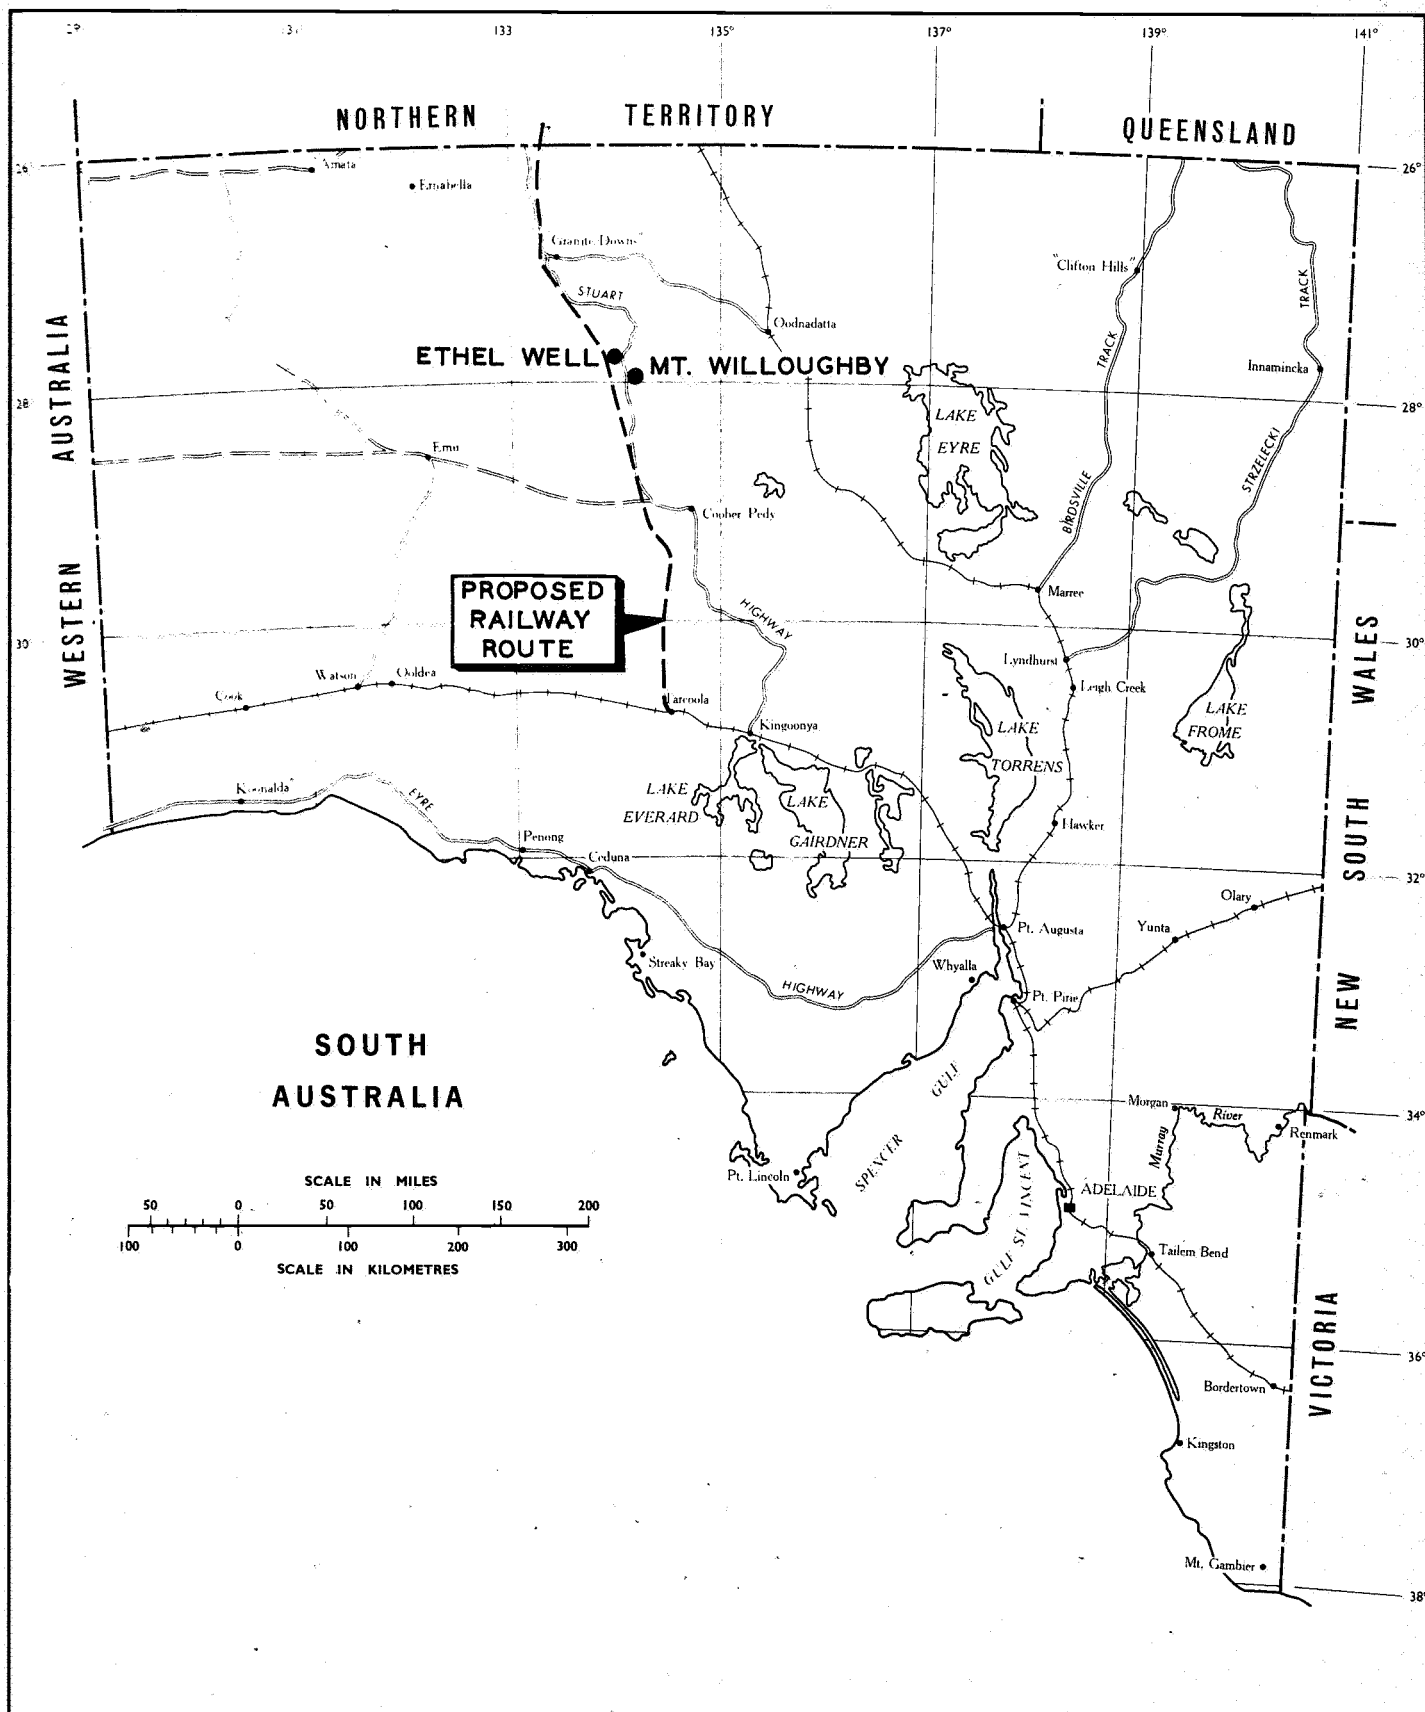 133 135° 137° 139° 141°
NORTHERN TERRITORY QUEENSLAND
26° 26°
Amata
Ernabella
"Granite Downs"
"Clifton Hills"
STUART
Oodnadatta
TRACK
TRACK
ETHEL WELL
MT. WILLOUGHBY
Innamincka
28° 28°
WESTERN AUSTRALIA
LAKE
EYRE
Emu
STRZELECKI
BIRDSVILLE
Coober Pedy
PROPOSED
RAILWAY
ROUTE
HIGHWAY
Marree
30° 30°
Lyndhurst
Watson Ooldea
Leigh Creek
Cook
Tarcoola
Kingoonya
LAKE
TORRENS
LAKE
FROME
NEW SOUTH WALES
Koonalda"
EYRE
LAKE
EVERARD
LAKE
GAIRDNER
Hawker
Penong
Ceduna
32°
Olary
Yunta
Pt. Augusta
Streaky Bay
Whyalla
HIGHWAY
Pt. Pirie
SOUTH
AUSTRALIA
SPENCER GULF
Morgan
River
Murray
34°
Renmark
Pt. Lincoln
GULF ST. VINCENT
ADELAIDE
SCALE IN MILES
50 0 50 100 150 200
100 0 100 200 300
SCALE IN KILOMETRES
Tailem Bend
36°
VICTORIA
Bordertown
Kingston
Mt. Gambier
38°